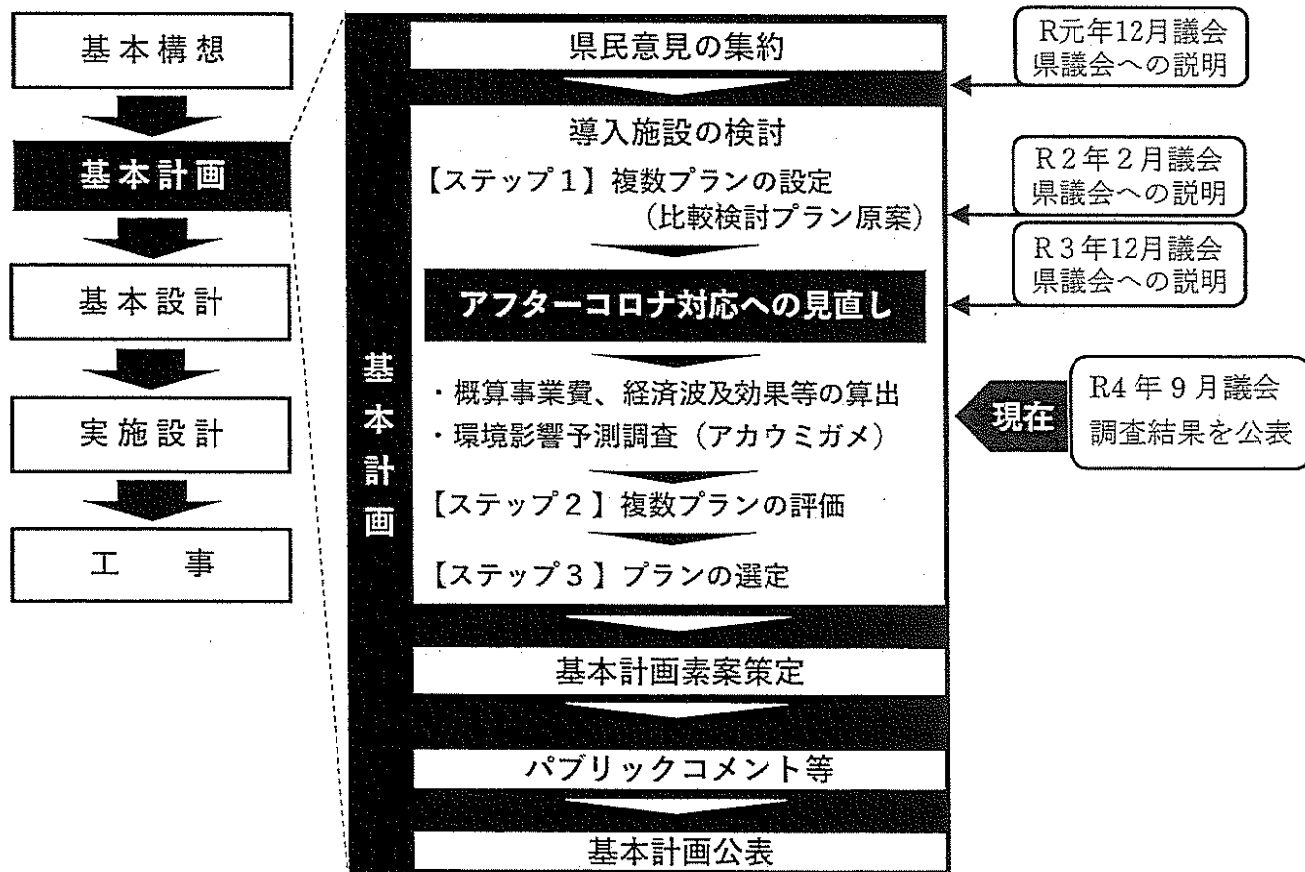 基本構想
基本計画
基本設計
実施設計
工　事
基本計画
県民意見の集約
導入施設の検討
【ステップ１】複数プランの設定
（比較検討プラン原案）
アフターコロナ対応への見直し
・概算事業費、経済波及効果等の算出
・環境影響予測調査（アカウミガメ）
【ステップ２】複数プランの評価
【ステップ３】プランの選定
基本計画素案策定
パブリックコメント等
基本計画公表
R元年12月議会
県議会への説明
R２年２月議会
県議会への説明
R３年12月議会
県議会への説明
現在
R4年９月議会
調査結果を公表